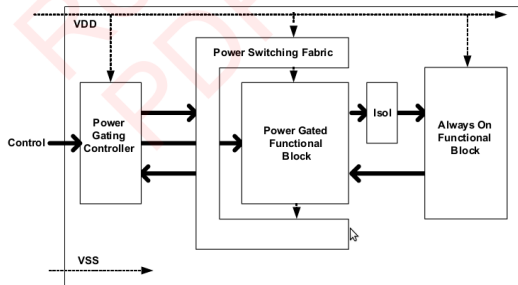 VDD
Power Switching Fabric
Power
Gating
Controller
Control
Power Gated
Functional
Block
Isol
Always On
Functional
Block
VSS